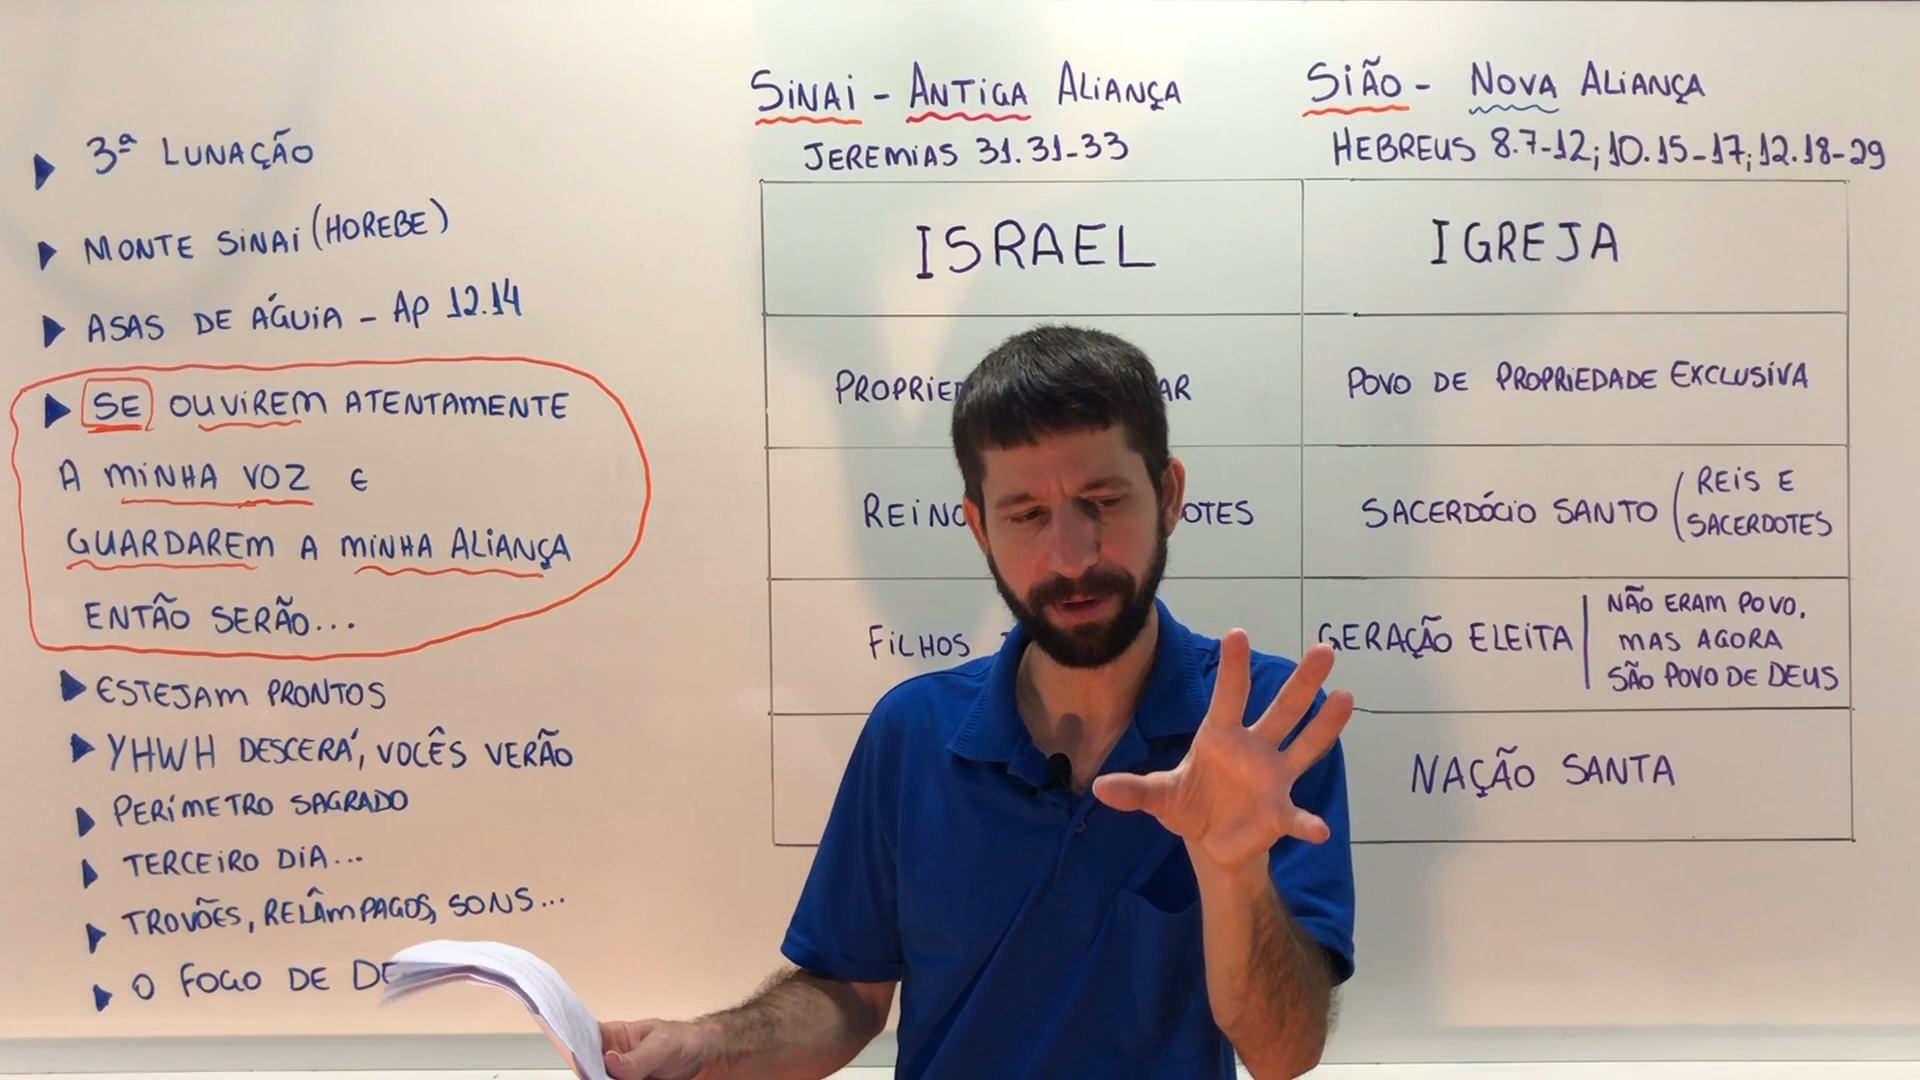 3ª LUNAÇÃO
MONTE SINAI (HOREBE)
ASAS DE ÁGUIA - AP 12.14
SE OUVIREM ATENTAMENTE
A MINHA VOZ E
GUARDAREM A MINHA ALIANÇA
ENTÃO SERÃO...
ESTEJAM PRONTOS
YHWH DESCERÁ, VOCÊS VERÃO
PERÍMETRO SAGRADO
TERCEIRO DIA...
TROVÕES, RELÂMPAGOS, SONS...
O FOGO DE
SINAI - ANTIGA ALIANÇA
JEREMIAS 31.31-33
ISRAEL
FILHOS
SIÃO - NOVA ALIANÇA
HEBREUS 8.7-12; 10.15-17; 12.18-29
IGREJA
POVO DE PROPRIEDADE EXCLUSIVA
SACERDÓCIO SANTO (REIS E
SACERDOTES
GERAÇÃO ELEITA | NÃO ERAM POVO,
MAS AGORA
SÃO POVO DE DEUS
NAÇÃO SANTA